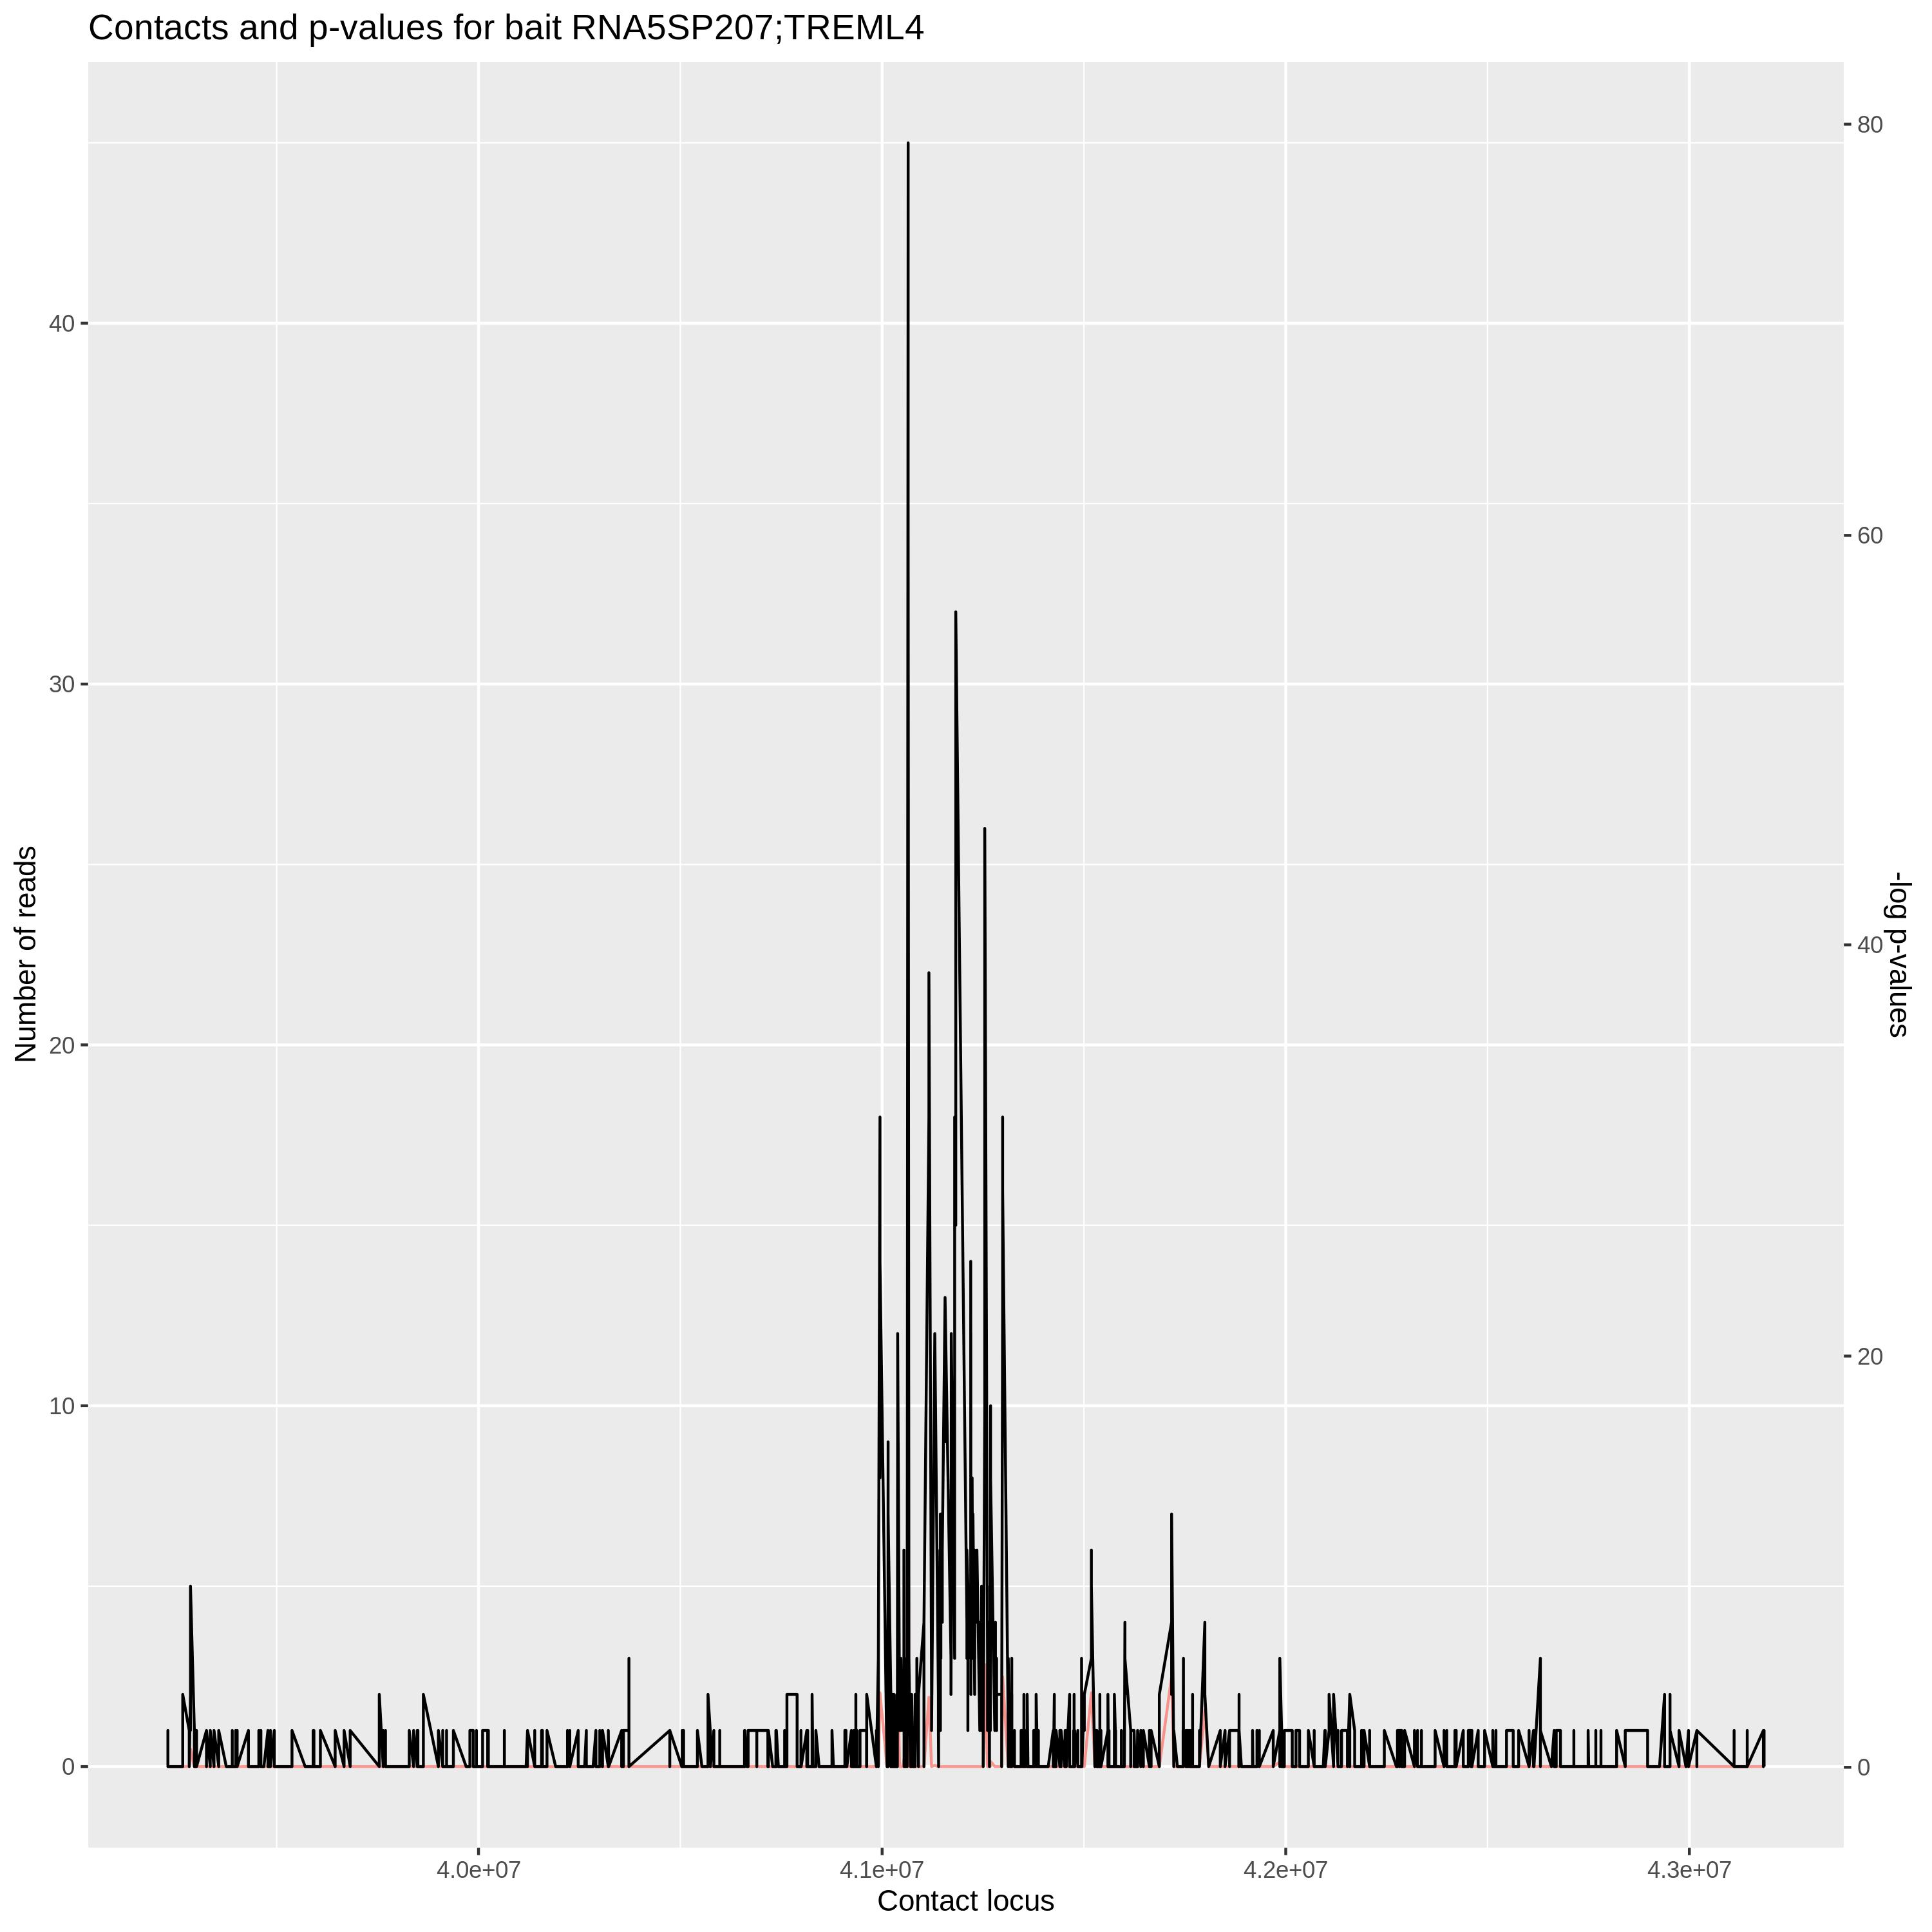 Contacts and p-values for bait RNA5SP207;TREML4
80
40
60
30
Number of reads
-log p-values
40
20
20
10
0
0
4.0e+07
4.1e+07
4.2e+07
4.3e+07
Contact locus